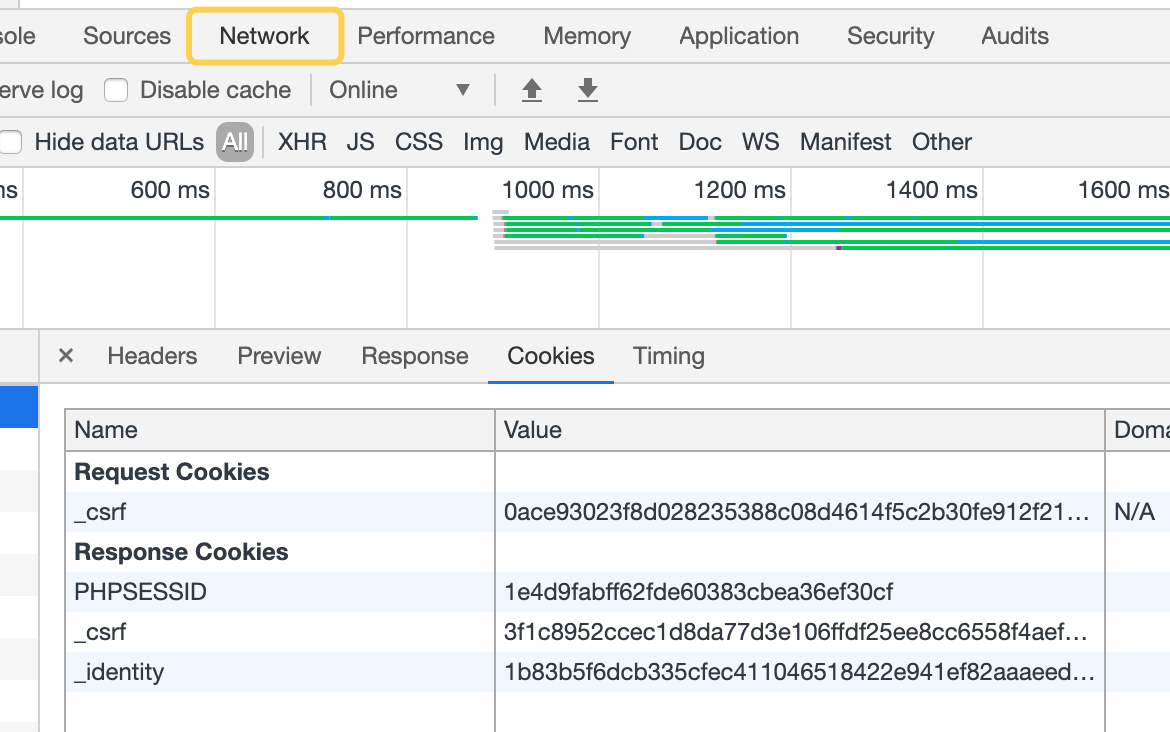 sole Sources Network Performance Memory Application Security Audits
erve log Disable cache Online
Hide data URLs All XHR JS CSS Img Media Font Doc WS Manifest Other
ms 600 ms 800 ms 1000 ms 1200 ms 1400 ms 1600 ms
× Headers Preview Response Cookies Timing
Name Value Doma
Request Cookies
_csrf 0ace93023f8d028235388c08d4614f5c2b30fe912f21... N/A
Response Cookies
PHPSESSID 1e4d9fabff62fde60383cbea36ef30cf
_csrf 3f1c8952ccec1d8da77d3e106ffdf25ee8cc6558f4aef...
_identity 1b83b5f6dcb335cfec411046518422e941ef82aaaeed...